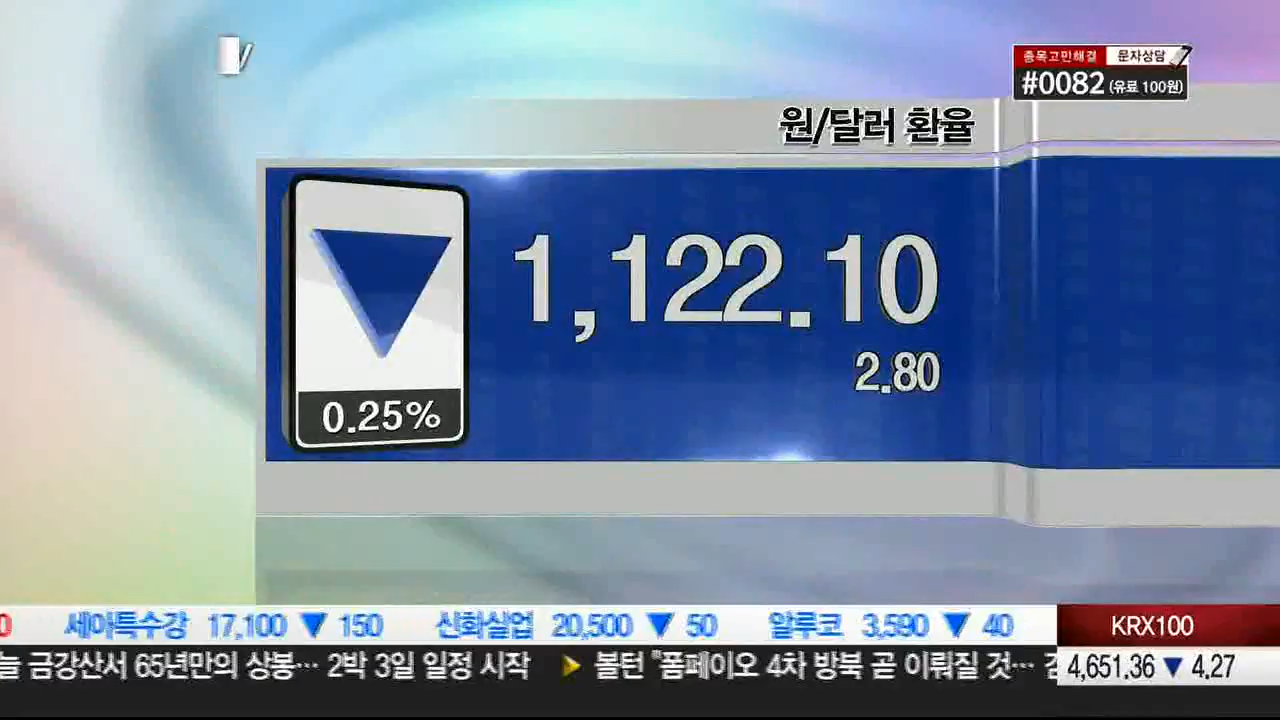 종목고민해결 문자상담
#0082 (유료 100원)
원/달러 환율
1,122.10
2.80
0.25%
0 세아특수강 17,100 ▼ 150 신화실업 20,500 ▼ 50 알루코 3,590 ▼ 40
KRX100
늘 금강산서 65년만의 상봉… 2박 3일 일정 시작 ▶ 볼턴 "폼페이오 4차 방북 곧 이뤄질 것…
4,651.36 ▼ 4.27